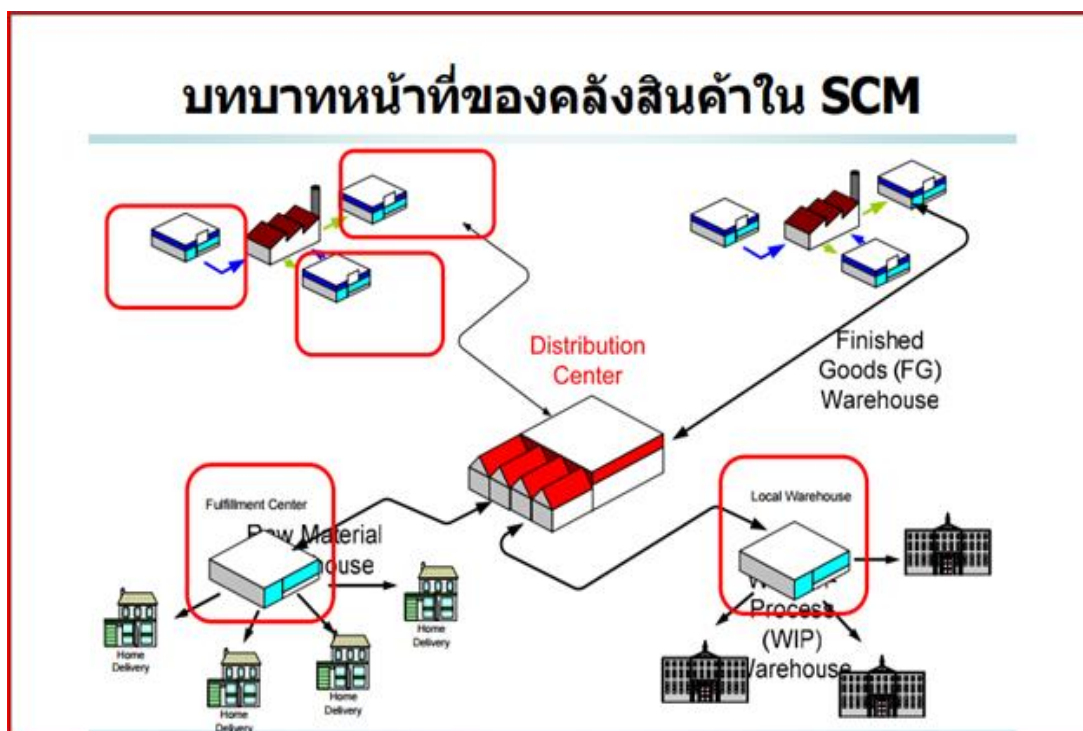 บทบาทหน้าที่ของคลังสินค้าใน SCM
Distribution
Center
Finished
Goods (FG)
Warehouse
Fulfillment Center
Material
Local Warehouse
Process
(WIP)
Home
Delivery
Home
Delivery
Home
Delivery
Home
Delivery